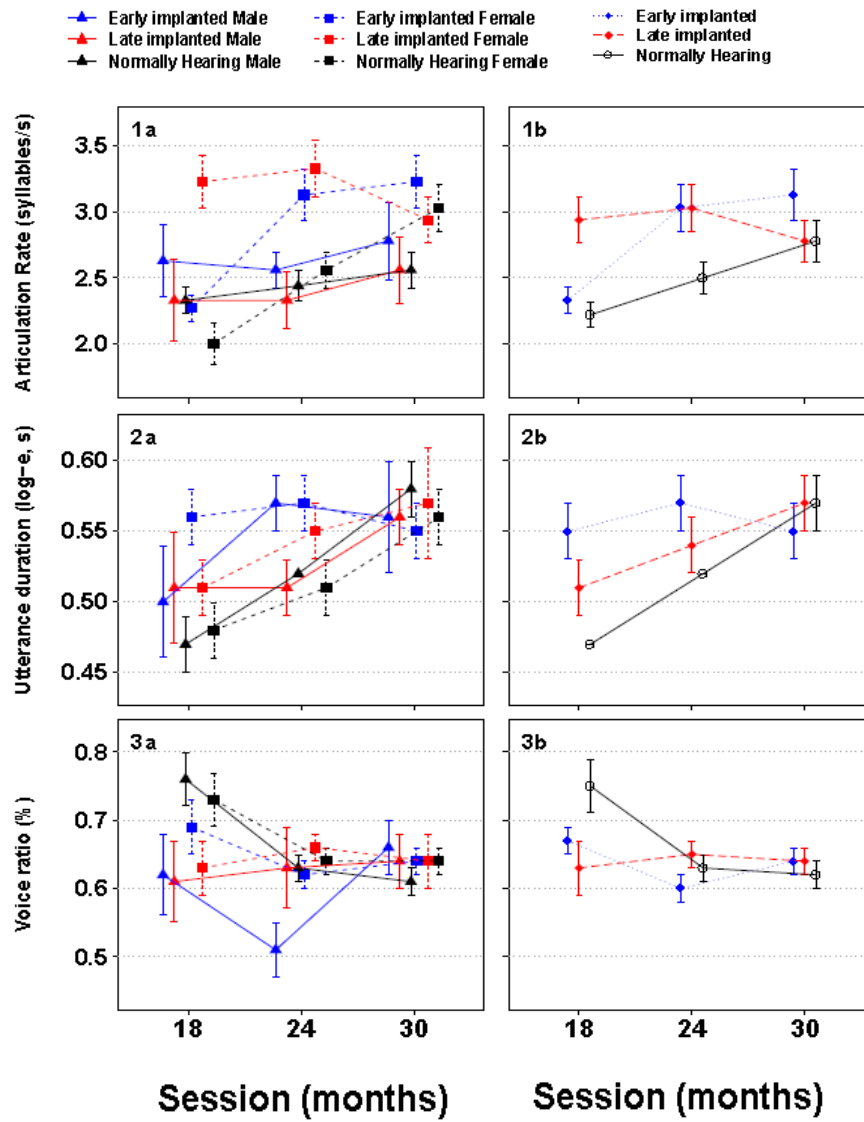 Early implanted Male Early implanted Female Early implanted
Late implanted Male Late implanted Female Late implanted
Normally Hearing Male Normally Hearing Female Normally Hearing
Articulation Rate (syllables/s)
1a
3.5
3.0
2.5
2.0
1b
Utterance duration (log-e, s)
2a
0.60
0.55
0.50
0.45
2b
Voice ratio (%)
3a
0.8
0.7
0.6
0.5
3b
18 24 30
18 24 30
Session (months)
Session (months)